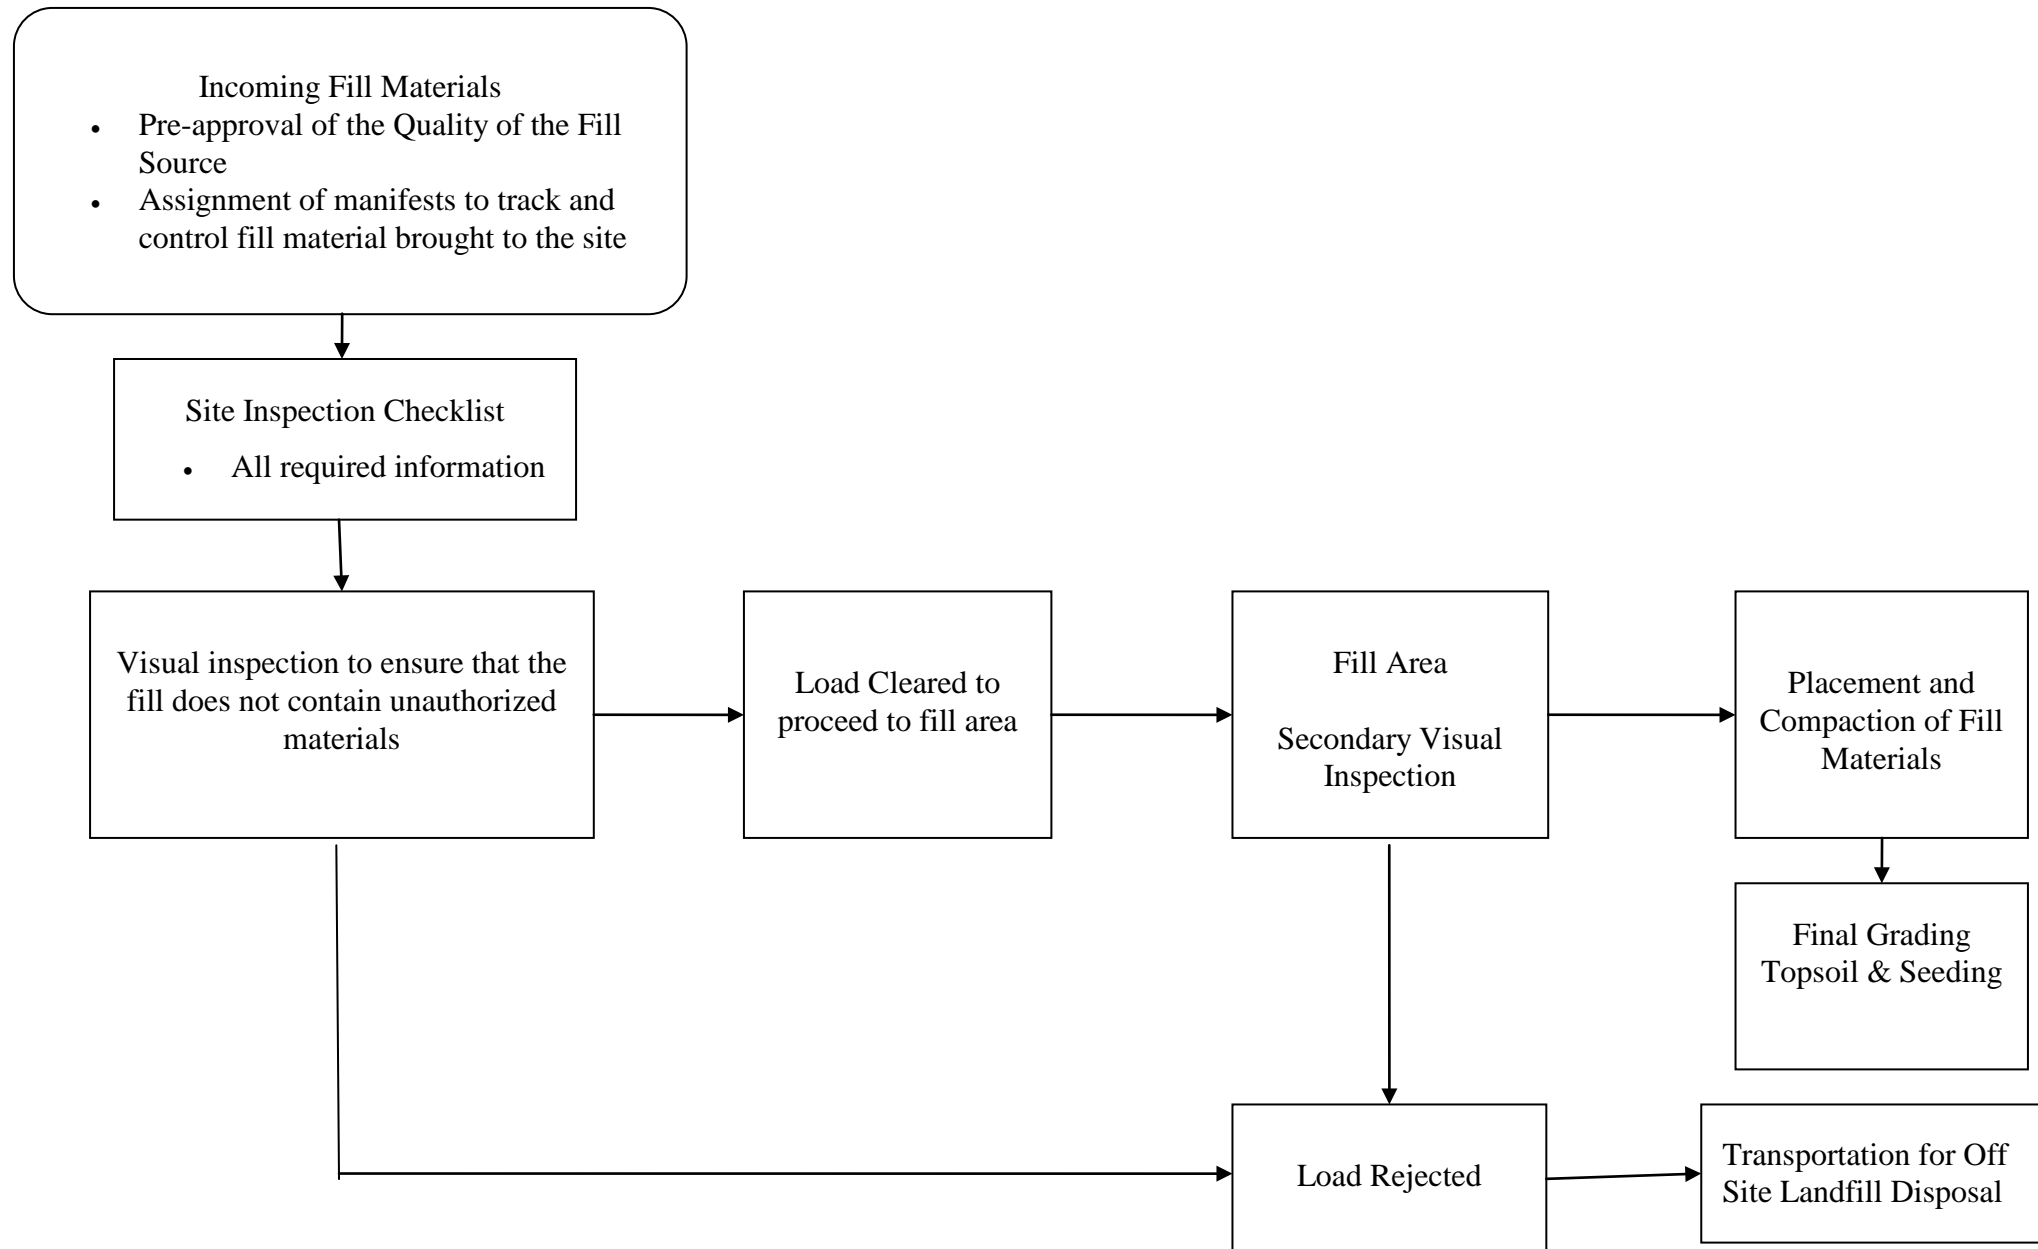 Incoming Fill Materials
• Pre-approval of the Quality of the Fill
Source
• Assignment of manifests to track and
control fill material brought to the site
Site Inspection Checklist
• All required information
Visual inspection to ensure that the
fill does not contain unauthorized
materials
Load Cleared to
proceed to fill area
Fill Area
Secondary Visual
Inspection
Placement and
Compaction of Fill
Materials
Final Grading
Topsoil & Seeding
Load Rejected
Transportation for Off
Site Landfill Disposal